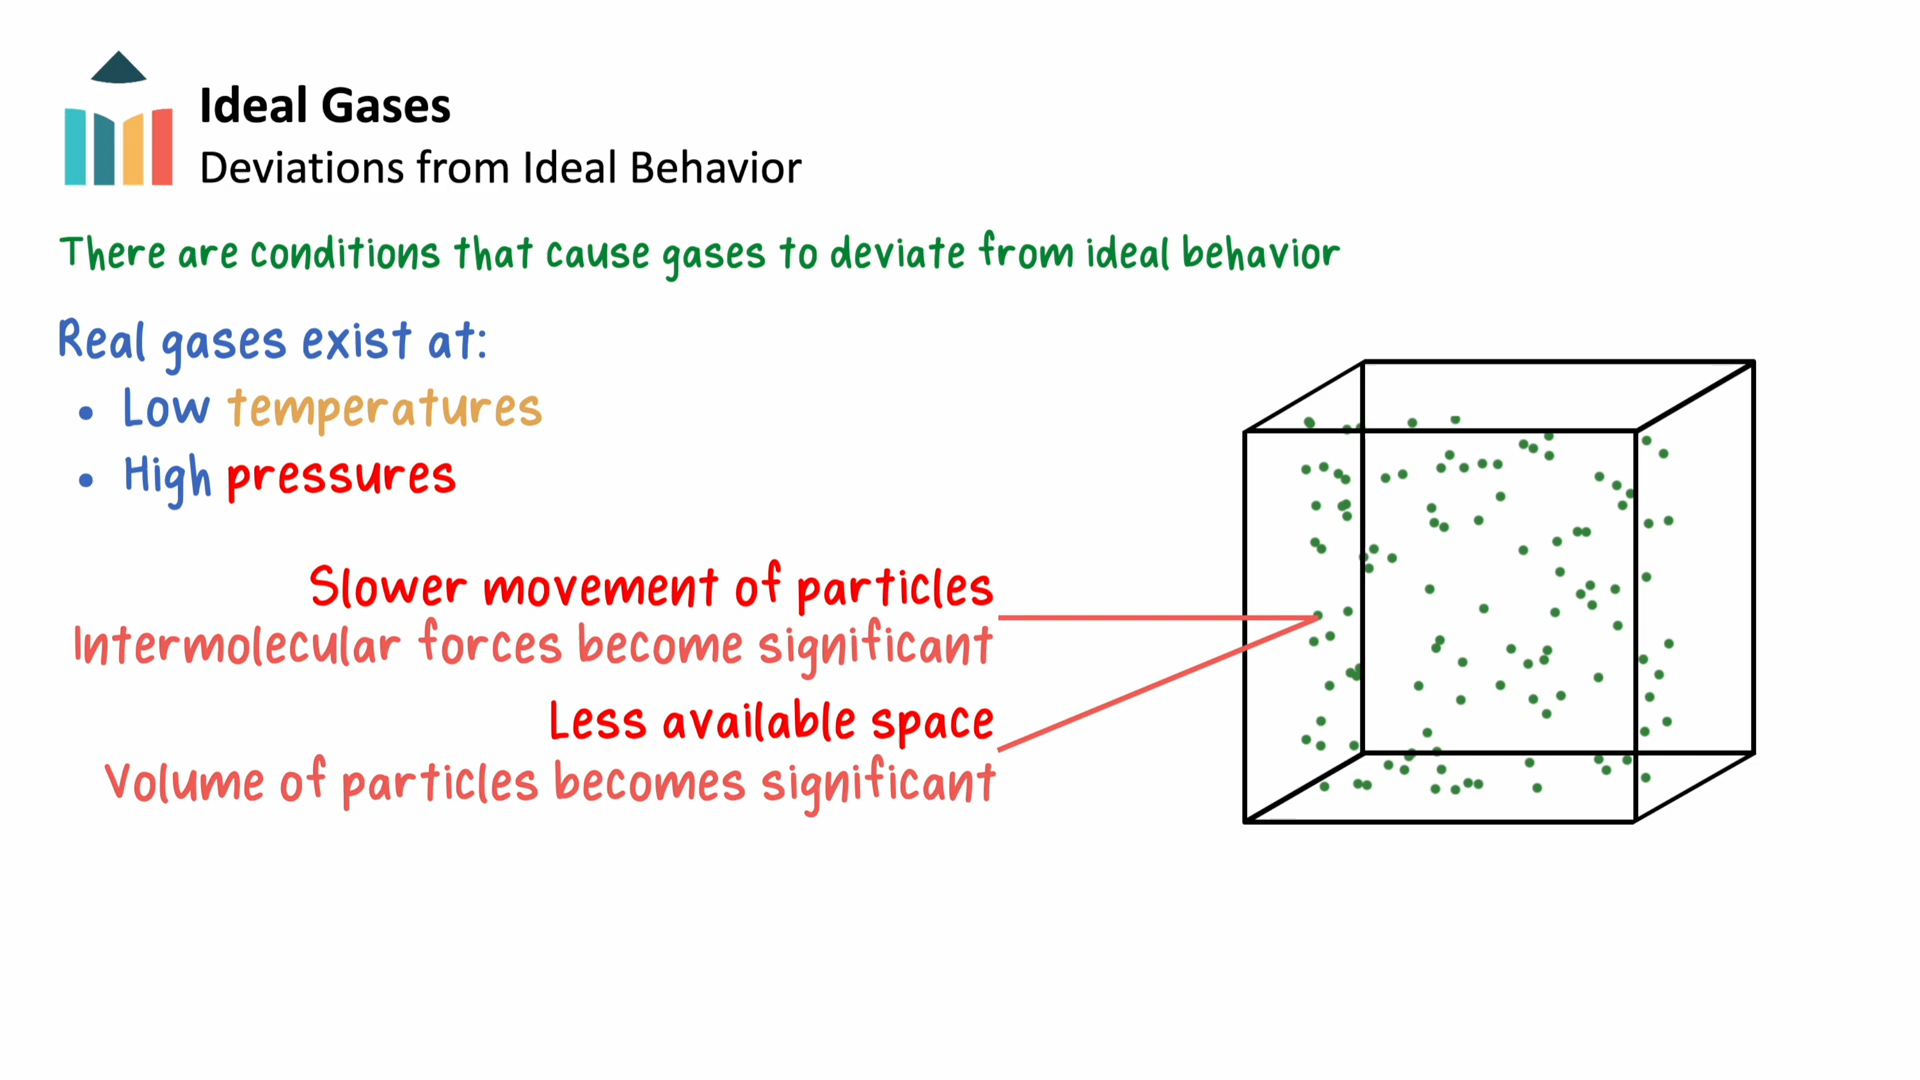 Ideal Gases
Deviations from Ideal Behavior
There are conditions that cause gases to deviate from ideal behavior
Real gases exist at:
• Low temperatures
• High pressures
Slower movement of particles
Intermolecular forces become significant
Less available space
Volume of particles becomes significant